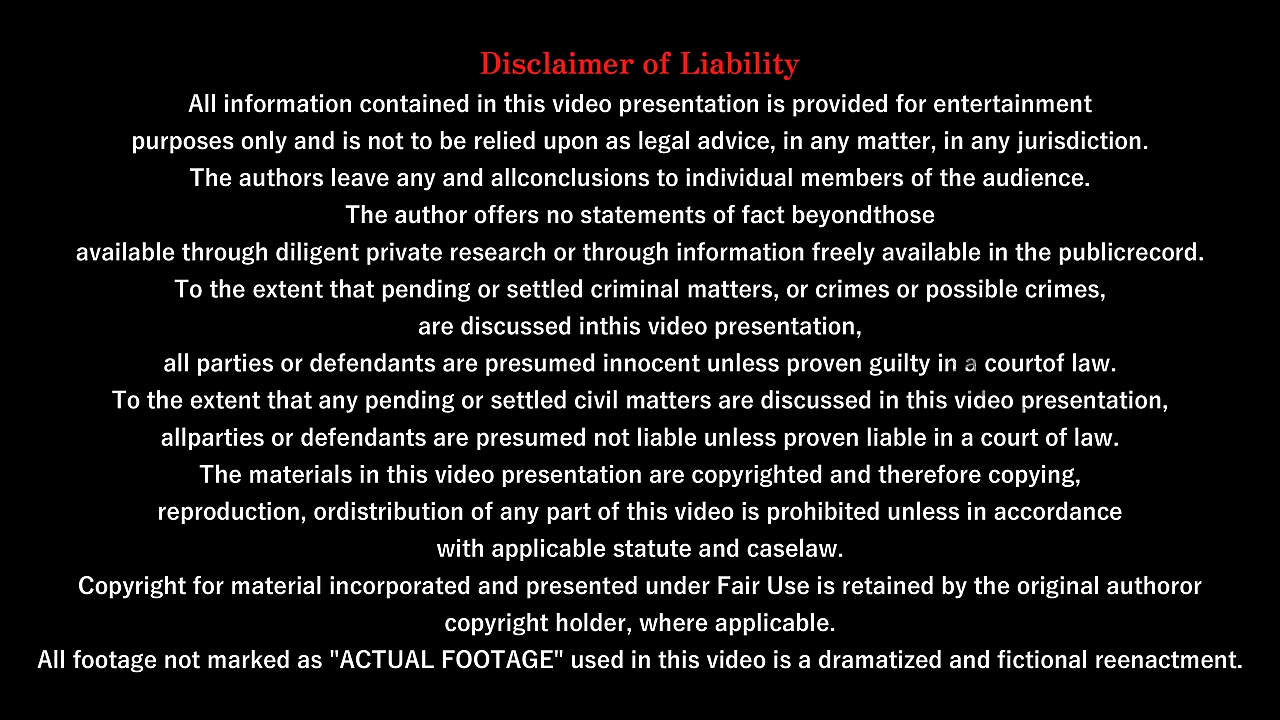 Disclaimer of Liability
All information contained in this video presentation is provided for entertainment
purposes only and is not to be relied upon as legal advice, in any matter, in any jurisdiction.
The authors leave any and allconclusions to individual members of the audience.
The author offers no statements of fact beyondthose
available through diligent private research or through information freely available in the publicrecord.
To the extent that pending or settled criminal matters, or crimes or possible crimes,
are discussed inthis video presentation,
all parties or defendants are presumed innocent unless proven guilty in a courtof law.
To the extent that any pending or settled civil matters are discussed in this video presentation,
allparties or defendants are presumed not liable unless proven liable in a court of law.
The materials in this video presentation are copyrighted and therefore copying,
reproduction, ordistribution of any part of this video is prohibited unless in accordance
with applicable statute and caselaw.
Copyright for material incorporated and presented under Fair Use is retained by the original authoror
copyright holder, where applicable.
All footage not marked as "ACTUAL FOOTAGE" used in this video is a dramatized and fictional reenactment.